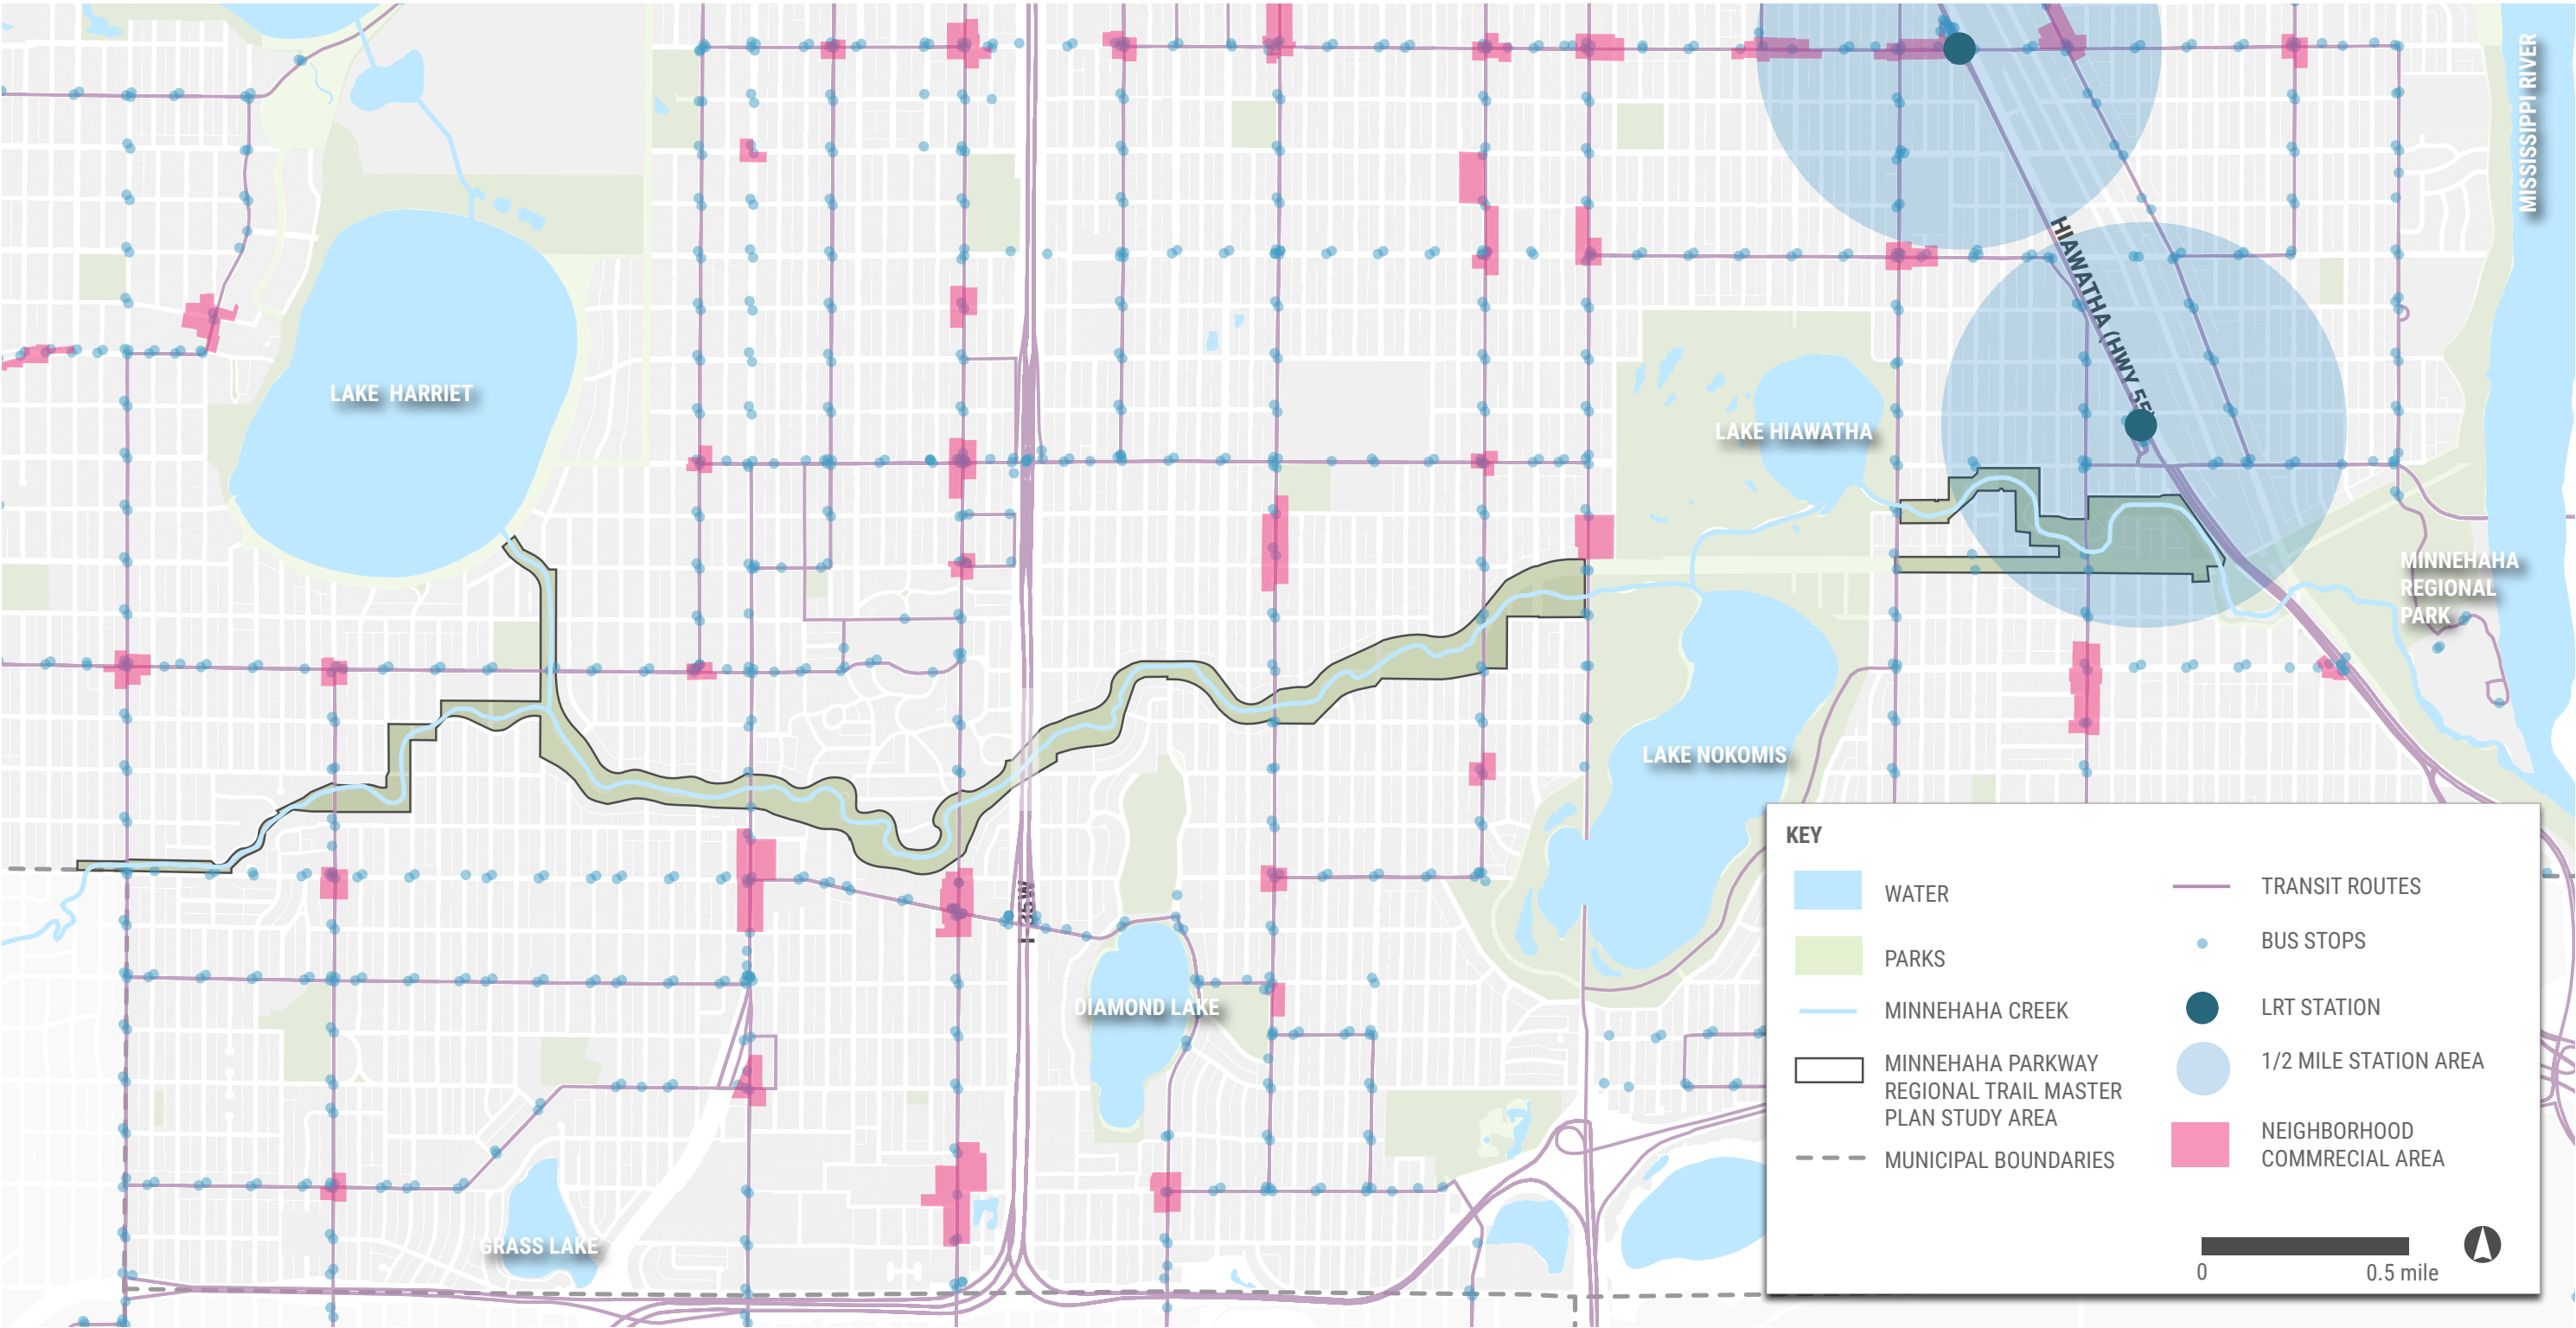 MISSISSIPPI RIVER
HIAWATHA (HWY 55)
LAKE HARRIET
LAKE HIAWATHA
MINNEHAHA
REGIONAL
PARK
LAKE NOKOMIS
I-35W
DIAMOND LAKE
GRASS LAKE
KEY
WATER
PARKS
MINNEHAHA CREEK
MINNEHAHA PARKWAY
REGIONAL TRAIL MASTER
PLAN STUDY AREA
MUNICIPAL BOUNDARIES
TRANSIT ROUTES
BUS STOPS
LRT STATION
1/2 MILE STATION AREA
NEIGHBORHOOD
COMMRECIAL AREA
0 0.5 mile